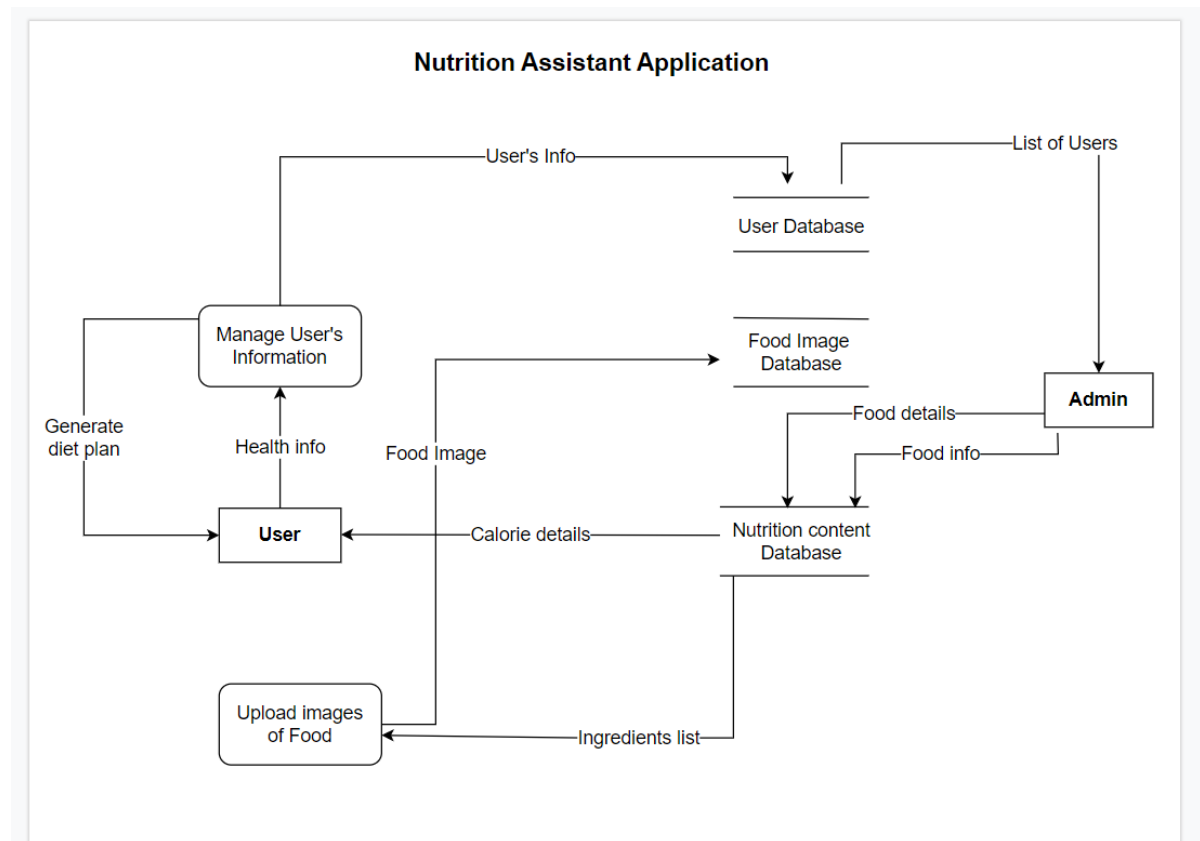 Nutrition Assistant Application
User's Info
List of Users
User Database
Manage User's
Information
Food Image
Database
Admin
Food details
Generate
diet plan
Health info
Food Image
Food info
User
Calorie details
Nutrition content
Database
Upload images
of Food
Ingredients list